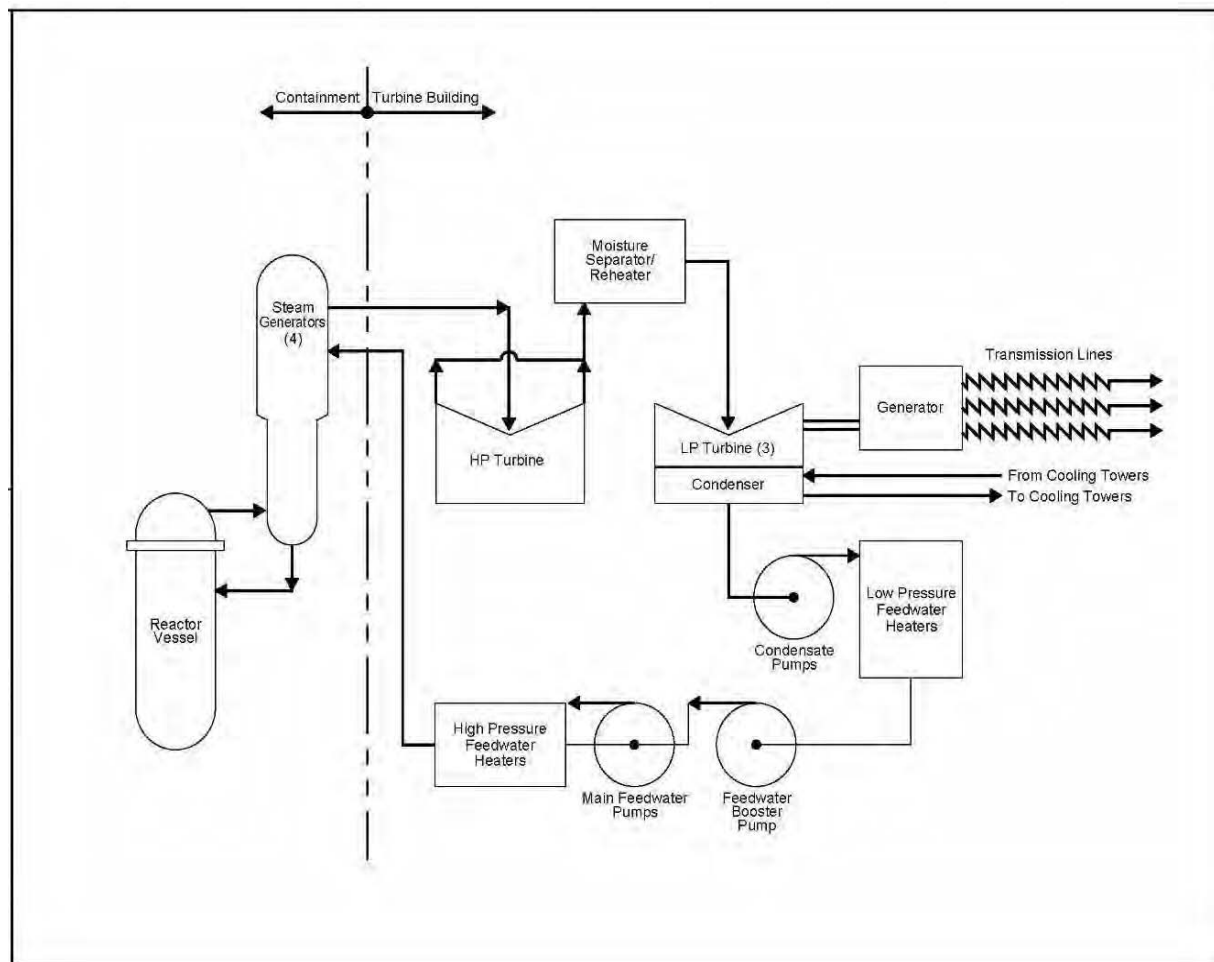 Containment
Turbine Building
Moisture
Separator/
Reheater
Steam
Generators
(4)
Transmission Lines
Generator
HP Turbine
LP Turbine (3)
Condenser
From Cooling Towers
To Cooling Towers
Reactor
Vessel
Low Pressure
Feedwater
Heaters
Condensate
Pumps
High Pressure
Feedwater
Heaters
Main Feedwater
Pumps
Feedwater
Booster
Pump